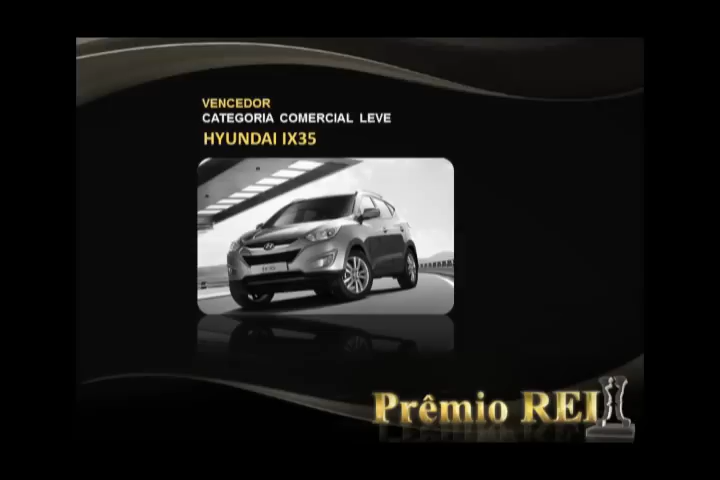 VENCEDOR
CATEGORIA COMERCIAL LEVE
HYUNDAI IX35
Prêmio REI